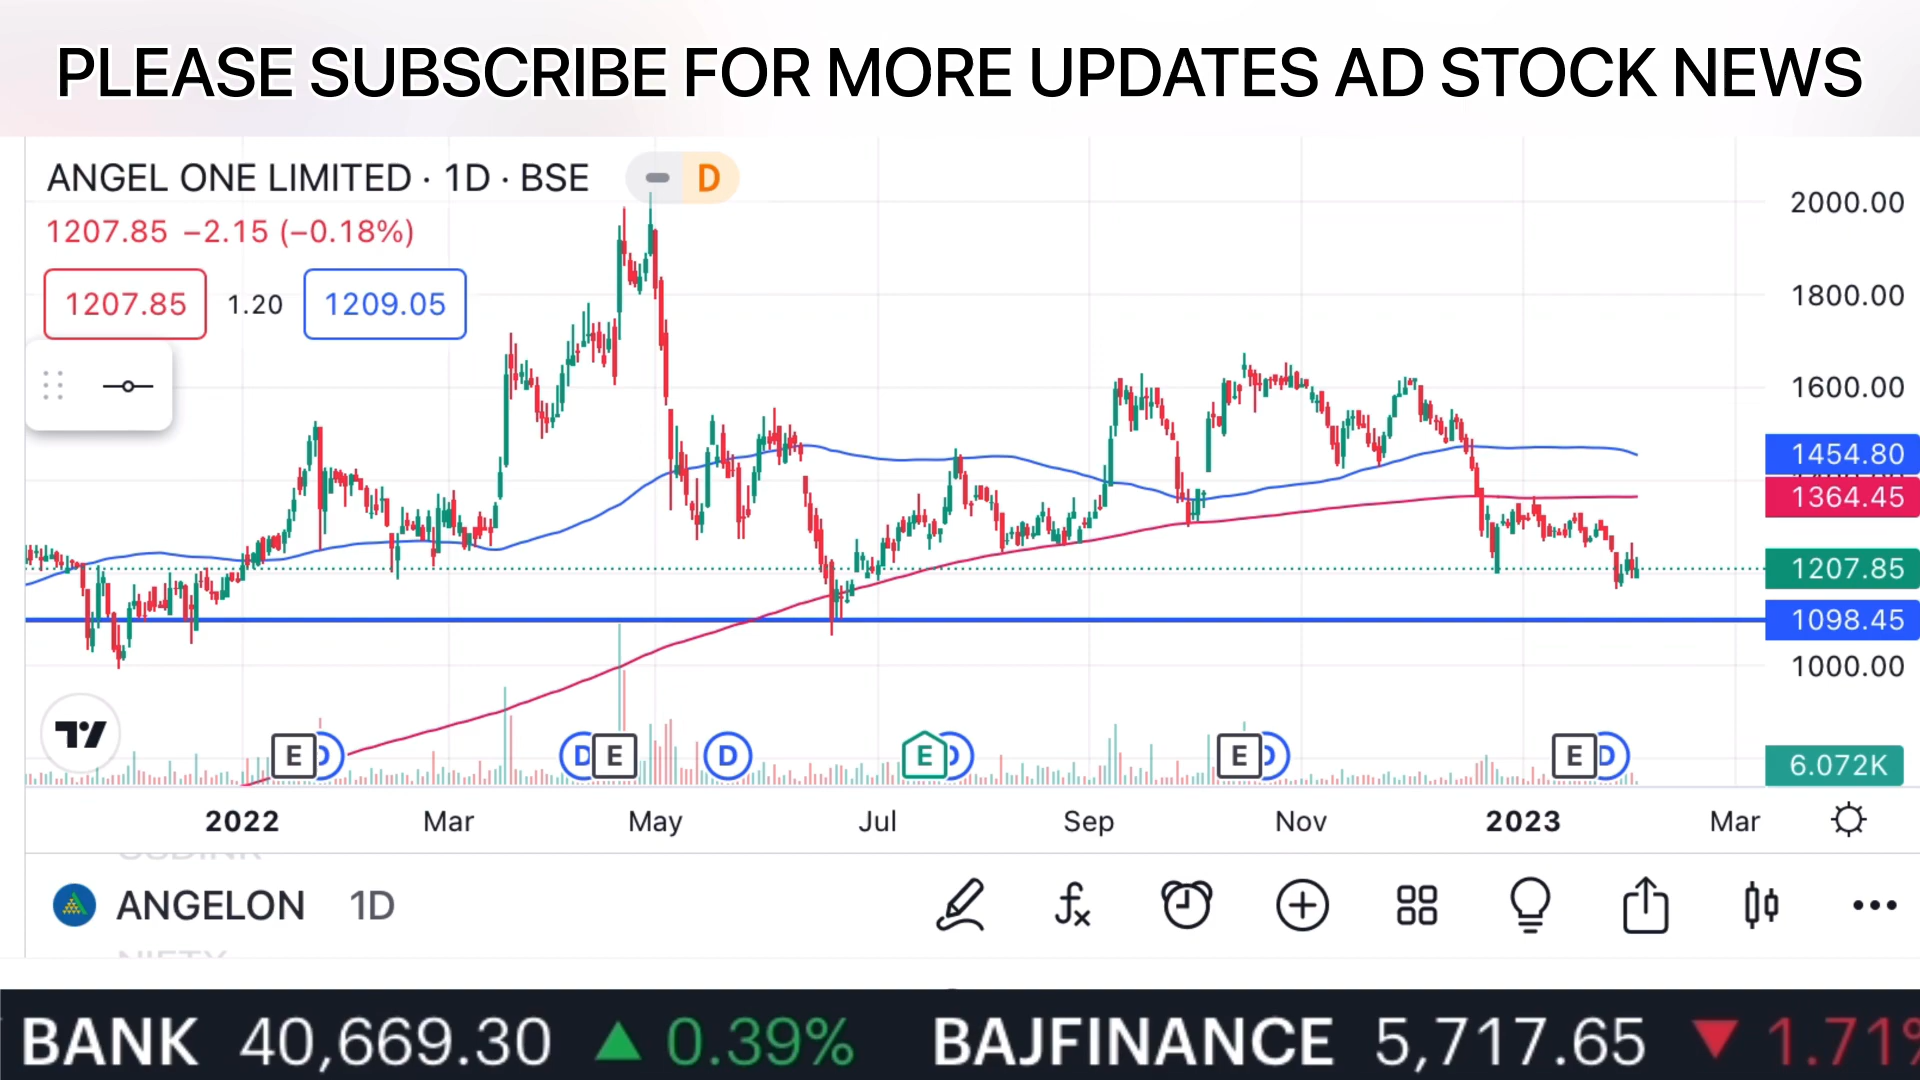 PLEASE SUBSCRIBE FOR MORE UPDATES AD STOCK NEWS
ANGEL ONE LIMITED · 1D · BSE
D
1207.85 −2.15 (−0.18%)
1207.85 1.20 1209.05
2000.00
1800.00
1600.00
1454.80
1364.45
1207.85
1098.45
1000.00
6.072K
E D D E D E D E D E D
2022 Mar May Jul Sep Nov 2023 Mar
ANGELON 1D
BANK 40,669.30 ▲ 0.39% BAJFINANCE 5,717.65 ▼ 1.71%